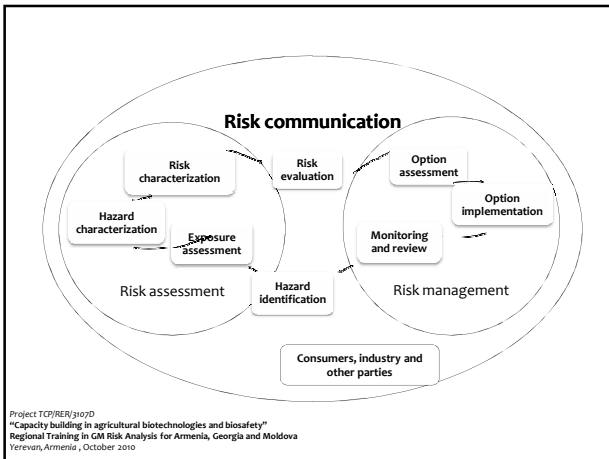 Risk communication
Risk
characterization
Risk
evaluation
Option
assessment
Option
implementation
Hazard
characterization
Exposure
assessment
Monitoring
and review
Hazard
identification
Risk assessment
Risk management
Consumers, industry and
other parties
Project TCP/RER/3107D
“Capacity building in agricultural biotechnologies and biosafety”
Regional Training in GM Risk Analysis for Armenia, Georgia and Moldova
Yerevan, Armenia , October 2010